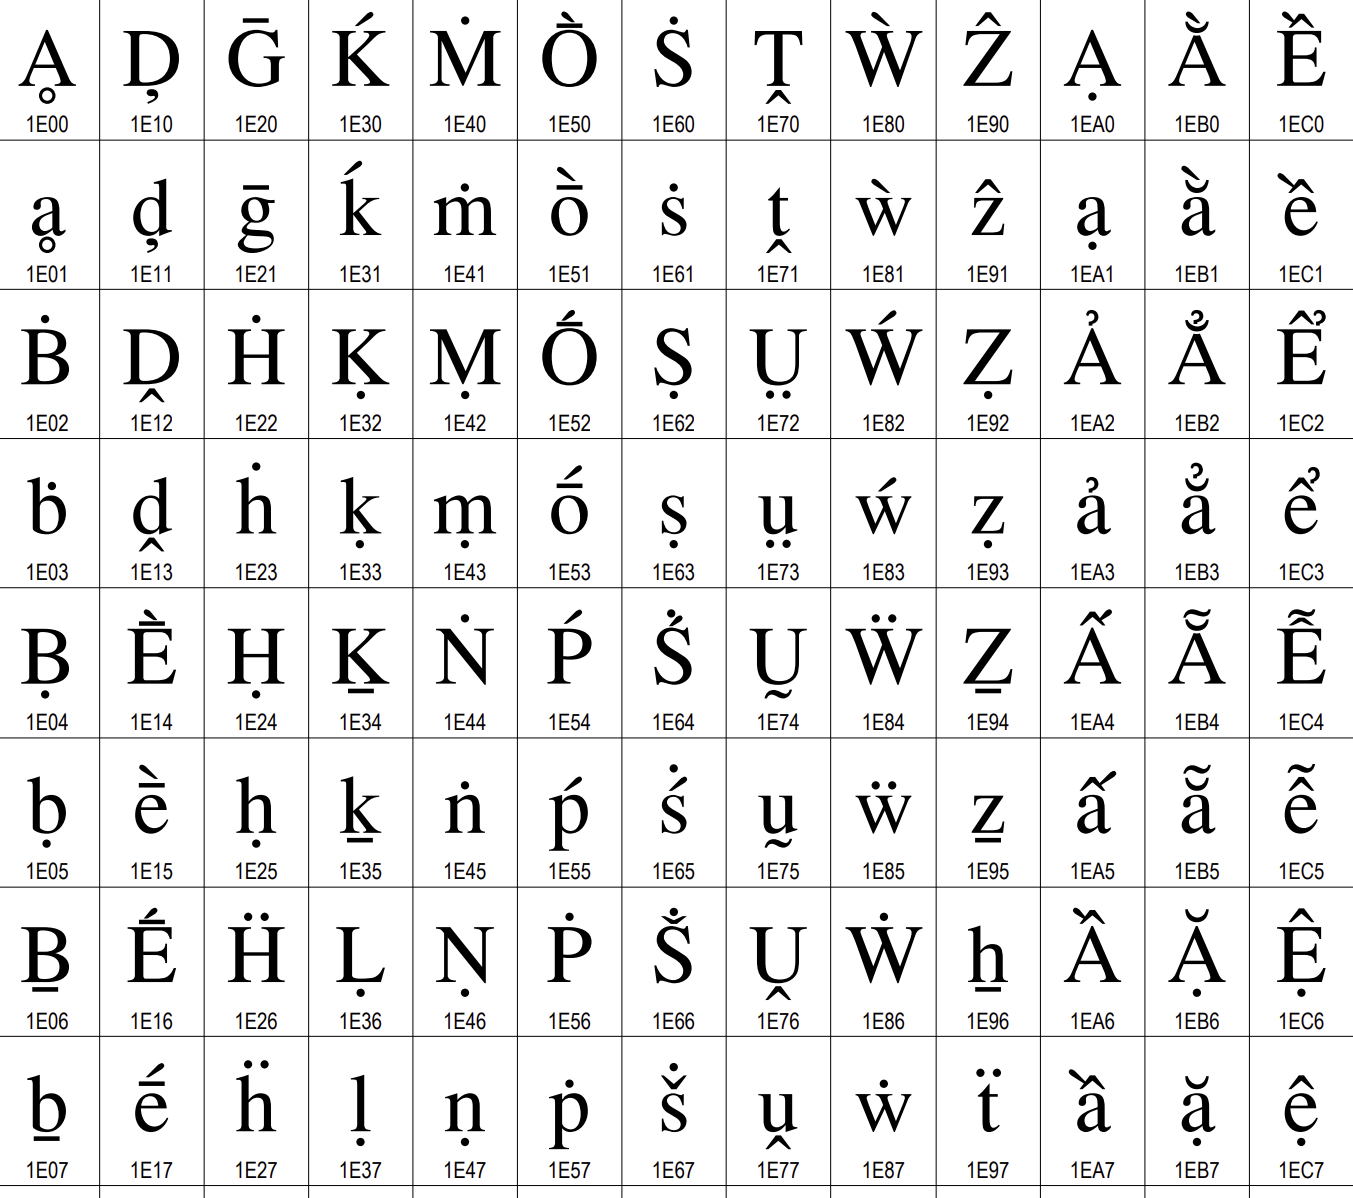 Ḁ Ḑ Ḡ Ḱ Ṁ Ṑ Ṡ Ṱ Ẁ Ẑ Ạ Ằ Ề
1E00 1E10 1E20 1E30 1E40 1E50 1E60 1E70 1E80 1E90 1EA0 1EB0 1EC0
ḁ ḑ ḡ ḱ ṁ ṑ ṡ ṱ ẁ ẑ ạ ằ ề
1E01 1E11 1E21 1E31 1E41 1E51 1E61 1E71 1E81 1E91 1EA1 1EB1 1EC1
Ḃ Ḓ Ḣ Ḳ Ṃ Ṓ Ṣ Ṳ Ẃ Ẓ Ả Ẳ Ể
1E02 1E12 1E22 1E32 1E42 1E52 1E62 1E72 1E82 1E92 1EA2 1EB2 1EC2
ḃ ḓ ḣ ḳ ṃ ṓ ṣ ṳ ẃ ẓ ả ẳ ể
1E03 1E13 1E23 1E33 1E43 1E53 1E63 1E73 1E83 1E93 1EA3 1EB3 1EC3
Ḅ Ḕ Ḥ Ḵ Ṅ Ṕ Ṥ Ṵ Ẅ Ẕ Ấ Ẵ Ễ
1E04 1E14 1E24 1E34 1E44 1E54 1E64 1E74 1E84 1E94 1EA4 1EB4 1EC4
ḅ ḕ ḥ ḵ ṅ ṕ ṥ ṵ ẅ ẕ ấ ẵ ễ
1E05 1E15 1E25 1E35 1E45 1E55 1E65 1E75 1E85 1E95 1EA5 1EB5 1EC5
Ḇ Ḗ Ḧ Ḷ Ṇ Ṗ Ṧ Ṷ Ẇ ẖ Ầ Ặ Ệ
1E06 1E16 1E26 1E36 1E46 1E56 1E66 1E76 1E86 1E96 1EA6 1EB6 1EC6
ḇ ḗ ḧ ḷ ṇ ṗ ṧ ṷ ẇ ẗ ầ ặ ệ
1E07 1E17 1E27 1E37 1E47 1E57 1E67 1E77 1E87 1E97 1EA7 1EB7 1EC7